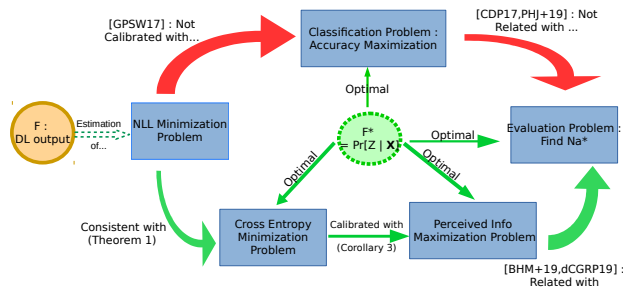 [GPSW17] : Not
Calibrated with...
Classification Problem :
Accuracy Maximization
[CDP17,PHJ+19] : Not
Related with ...
Optimal
F :
DL output
Estimation
of...
NLL Minimization
Problem
F*
= Pr[Z | X]
Optimal
Evaluation Problem :
Find Na*
Optimal
Optimal
Consistent with
(Theorem 1)
Cross Entropy
Minimization
Problem
Calibrated with
(Corollary 3)
Perceived Info
Maximization Problem
[BHM+19,dCGRP19] :
Related with